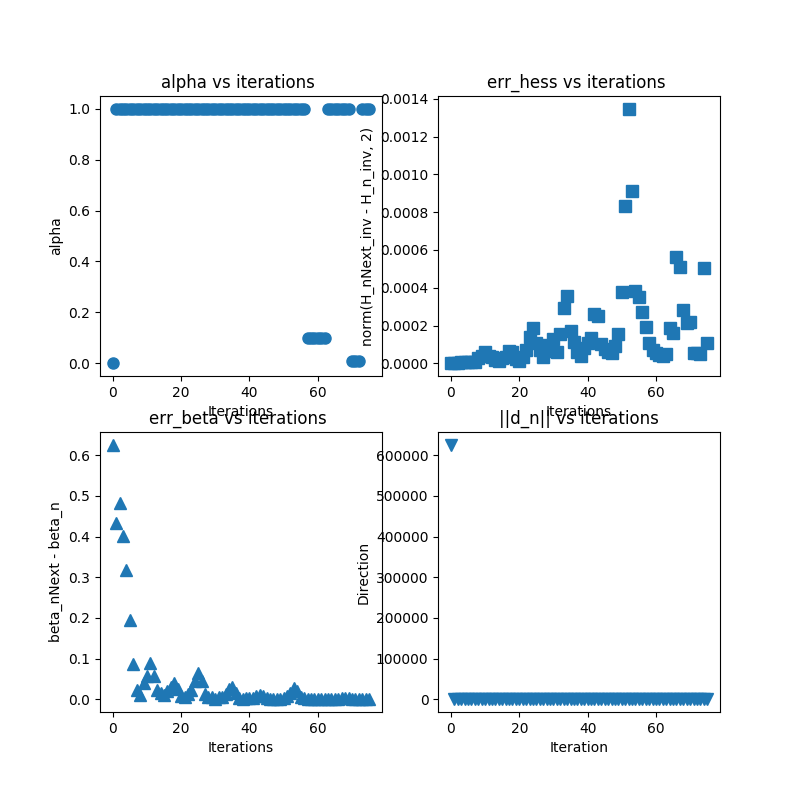 alpha vs iterations
1.0
0.8
0.6
0.4
0.2
0.0
alpha
0 20 40 60
Iterations
err_hess vs iterations
0.0014
0.0012
0.0010
0.0008
0.0006
0.0004
0.0002
0.0000
norm(H_nNext_inv - H_n_inv, 2)
0 20 40 60
Iterations
err_beta vs iterations
0.6
0.5
0.4
0.3
0.2
0.1
0.0
beta_nNext - beta_n
0 20 40 60
Iterations
||d_n|| vs iterations
600000
500000
400000
300000
200000
100000
0
Direction
0 20 40 60
Iteration